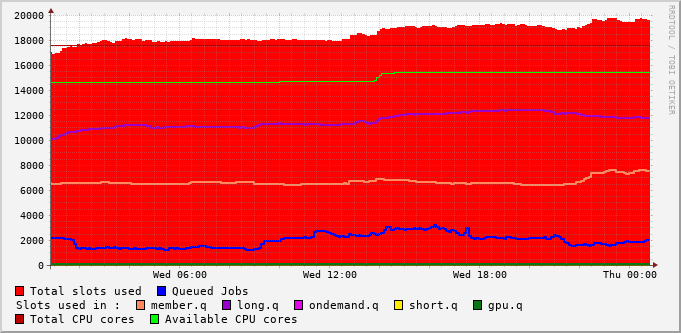 20000
18000
16000
14000
12000
10000
8000
6000
4000
2000
0
Wed 06:00 Wed 12:00 Wed 18:00 Thu 00:00
Total slots used Queued Jobs
Slots used in : member.q long.q ondemand.q short.q gpu.q
Total CPU cores Available CPU cores
RRDTOOL / TOBI OETIKER